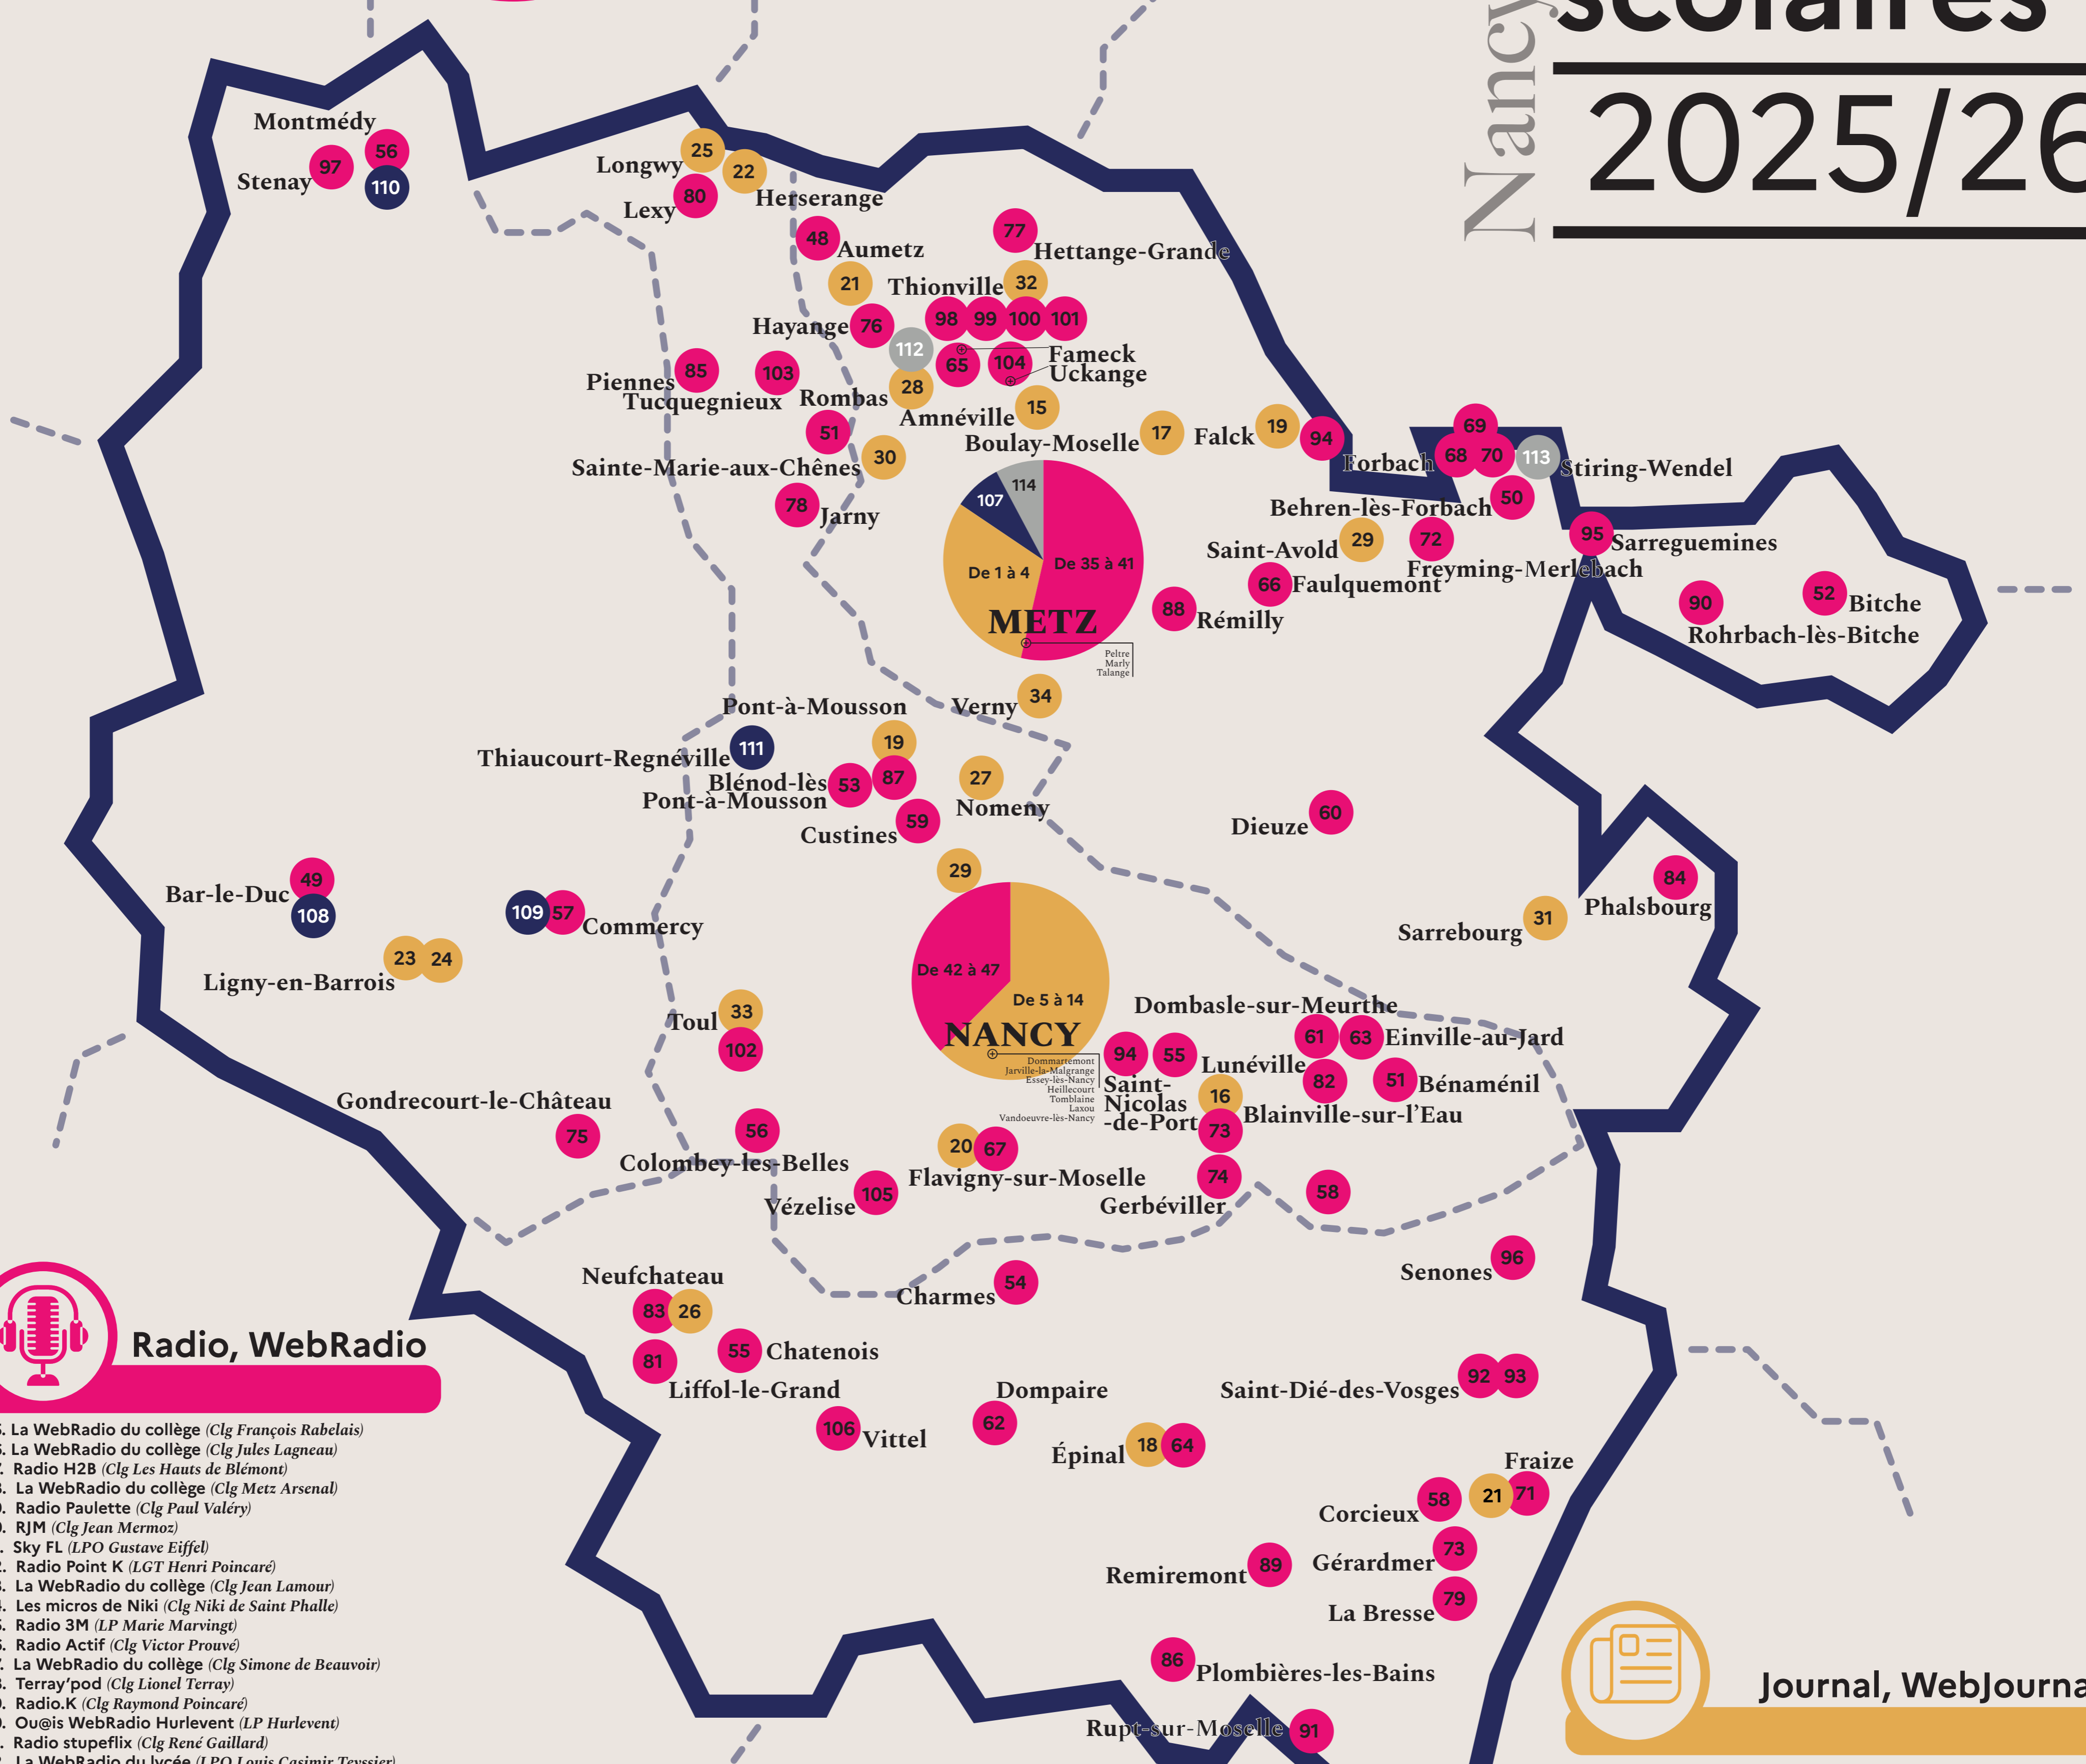 scolaires
Nancy
2025/26
Montmédy
56
97
Stenay
110
Longwy
25
22
Herserange
Lexy
80
48
Aumetz
77
Hettange-Grande
21
Thionville
32
Hayange
76
98
99
100
101
112
65
104
Fameck
Uckange
Piennes
85
103
Tucquegnieux
Rombas
28
Amnéville
15
51
Boulay-Moselle
17
Falck
19
94
Sainte-Marie-aux-Chênes
30
69
Forbach
68
70
113
Stiring-Wendel
78
Jarny
Behren-lès-Forbach
50
114
107
De 1 à 4
De 35 à 41
METZ
Peltre
Marly
Talange
Saint-Avold
29
72
95
Sarreguemines
Freyming-Merlebach
66
Faulquemont
88
Rémilly
90
52
Bitche
Rohrbach-lès-Bitche
Verny
34
Pont-à-Mousson
19
Thiaucourt-Regnéville
111
Blénod-lès
Pont-à-Mousson
53
87
27
Nomeny
Custines
59
Dieuze
60
29
84
Phalsbourg
Bar-le-Duc
49
108
109
57
Commercy
31
Sarrebourg
23
24
Ligny-en-Barrois
De 42 à 47
De 5 à 14
NANCY
Dommartemont
Jarville-la-Malgrange
Essey-lès-Nancy
Heillecourt
Tomblaine
Laxou
Vandoeuvre-lès-Nancy
Toul
33
102
Dombasle-sur-Meurthe
61
63
Einville-au-Jard
94
55
Lunéville
82
51
Bénaménil
Saint-
Nicolas
-de-Port
16
Blainville-sur-l'Eau
73
Gondrecourt-le-Château
75
56
Colombey-les-Belles
20
67
Flavigny-sur-Moselle
74
Gerbéviller
58
Vézelise
105
Senones
96
Neufchateau
83
26
Charmes
54
81
55
Chatenois
Liffol-le-Grand
Saint-Dié-des-Vosges
92
93
106
Vittel
Dompaire
62
Épinal
18
64
Fraize
Corcieux
58
21
71
Gérardmer
73
Remiremont
89
La Bresse
79
86
Plombières-les-Bains
Rupt-sur-Moselle
91
Radio, WebRadio
La WebRadio du collège (Clg François Rabelais)
La WebRadio du collège (Clg Jules Lagneau)
Radio H2B (Clg Les Hauts de Blémont)
La WebRadio du collège (Clg Metz Arsenal)
Radio Paulette (Clg Paul Valéry)
RJM (Clg Jean Mermoz)
Sky FL (LPO Gustave Eiffel)
Radio Point K (LGT Henri Poincaré)
La WebRadio du collège (Clg Jean Lamour)
Les micros de Niki (Clg Niki de Saint Phalle)
Radio 3M (LP Marie Marvingt)
Radio Actif (Clg Victor Prouvé)
La WebRadio du collège (Clg Simone de Beauvoir)
Terray'pod (Clg Lionel Terray)
Radio.K (Clg Raymond Poincaré)
Ou@is WebRadio Hurlevent (LP Hurlevent)
Radio stupeflix (Clg René Gaillard)
La WebRadio du lycée (LPO Louis Casimir Teyssier)
Journal, WebJourna